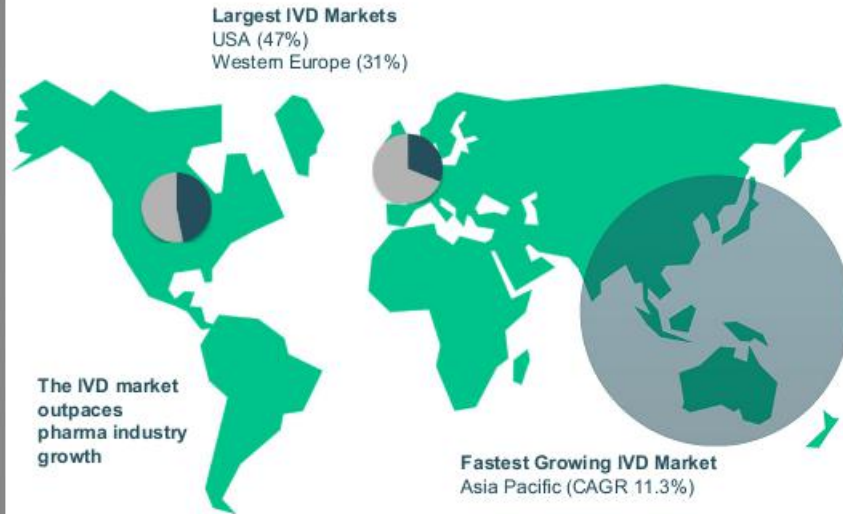 Largest IVD Markets
USA (47%)
Western Europe (31%)
The IVD market
outpaces
pharma industry
growth
Fastest Growing IVD Market
Asia Pacific (CAGR 11.3%)